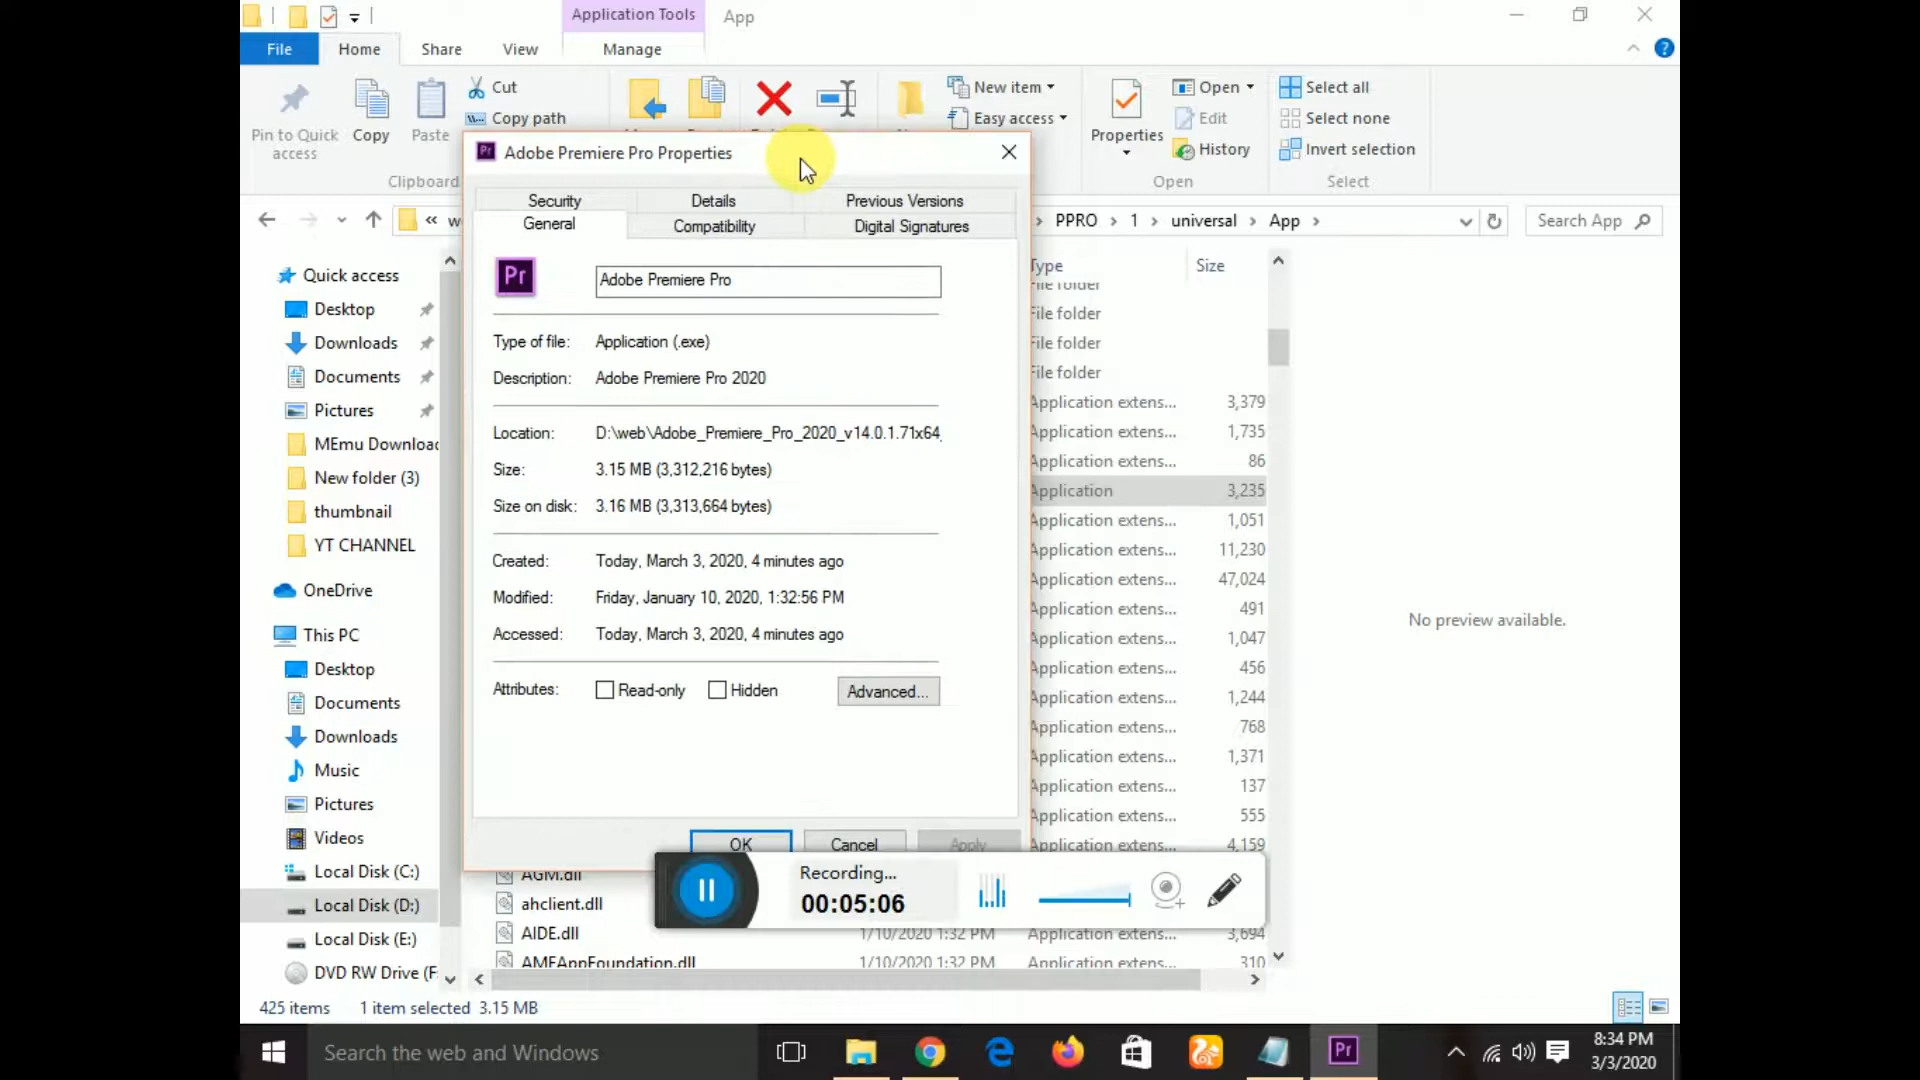 Application Tools
App
File
Home
Share
View
Manage
Pin to Quick access
Copy
Paste
Cut
Copy path
Clipboard
New item
Easy access
Properties
Open
Edit
History
Open
Select all
Select none
Invert selection
Select
Adobe Premiere Pro Properties
Security
Details
Previous Versions
General
Compatibility
Digital Signatures
«
PPRO
1
universal
App
Search App
Pr
Adobe Premiere Pro
Type of file: Application (.exe)
Description: Adobe Premiere Pro 2020
Location: D:\web\Adobe_Premiere_Pro_2020_v14.0.1.71x64_
Size: 3.15 MB (3,312,216 bytes)
Size on disk: 3.16 MB (3,313,664 bytes)
Created: Today, March 3, 2020, 4 minutes ago
Modified: Friday, January 10, 2020, 1:32:56 PM
Accessed: Today, March 3, 2020, 4 minutes ago
Attributes: Read-only Hidden Advanced...
OK Cancel Apply
Quick access
Desktop
Downloads
Documents
Pictures
MEmu Downloac
New folder (3)
thumbnail
YT CHANNEL
OneDrive
This PC
Desktop
Documents
Downloads
Music
Pictures
Videos
Local Disk (C:)
Local Disk (D:)
Local Disk (E:)
DVD RW Drive (F:
Type Size
File folder
File folder
File folder
File folder
Application extens... 3,379
Application extens... 1,735
Application extens... 86
Application 3,235
Application extens... 1,051
Application extens... 11,230
Application extens... 47,024
Application extens... 491
Application extens... 1,047
Application extens... 456
Application extens... 1,244
Application extens... 768
Application extens... 1,371
Application extens... 137
Application extens... 555
Application extens... 4,159
AGM.dll
ahclient.dll
AIDE.dll 1/10/2020 1:32 PM Application extens... 3,694
AMEAppFoundation.dll 1/10/2020 1:32 PM Application extens... 310
No preview available.
Recording...
00:05:06
425 items 1 item selected 3.15 MB
Search the web and Windows
Pr
8:34 PM
3/3/2020